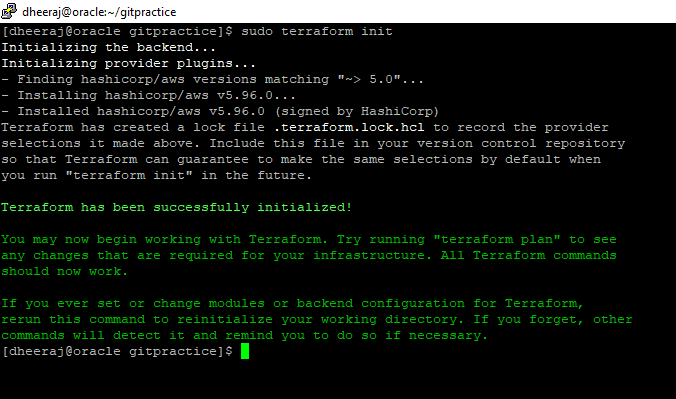 dheeraj@oracle:~/gitpractice
[dheeraj@oracle gitpractice]$ sudo terraform init
Initializing the backend...
Initializing provider plugins...
- Finding hashicorp/aws versions matching "~> 5.0"...
- Installing hashicorp/aws v5.96.0...
- Installed hashicorp/aws v5.96.0 (signed by HashiCorp)
Terraform has created a lock file .terraform.lock.hcl to record the provider
selections it made above. Include this file in your version control repository
so that Terraform can guarantee to make the same selections by default when
you run "terraform init" in the future.
Terraform has been successfully initialized!
You may now begin working with Terraform. Try running "terraform plan" to see
any changes that are required for your infrastructure. All Terraform commands
should now work.
If you ever set or change modules or backend configuration for Terraform,
rerun this command to reinitialize your working directory. If you forget, other
commands will detect it and remind you to do so if necessary.
[dheeraj@oracle gitpractice]$